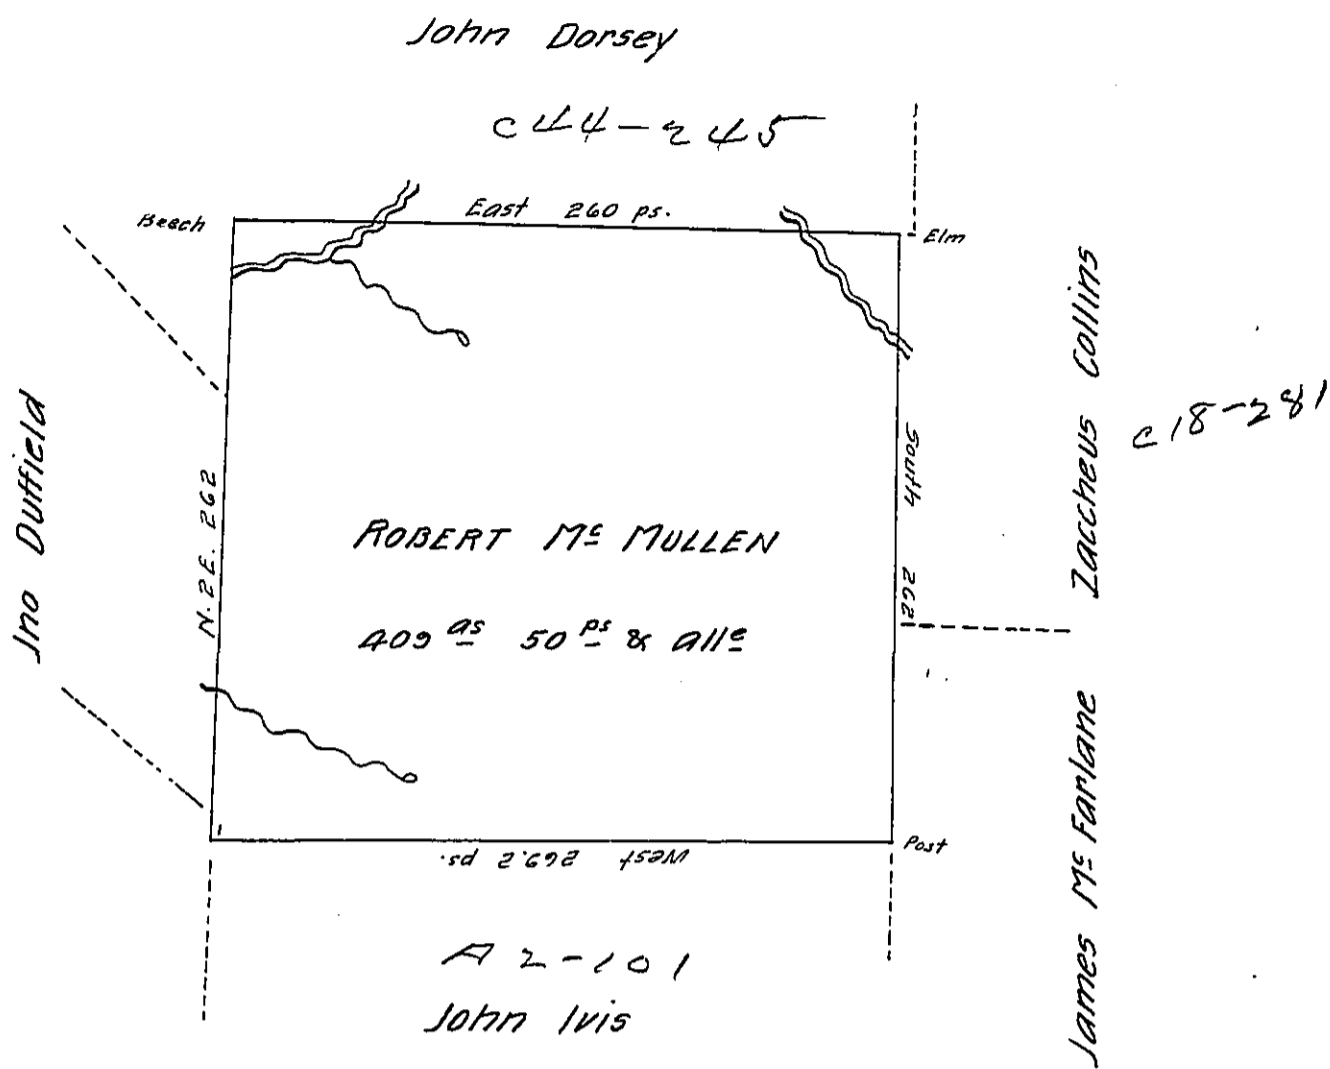 John Dorsey
C44-245
Beech
East 260 ps.
Elm
Zaccheus Collins
C18-281
Jno Duffield
N. 2 E. 262
South 262
ROBERT Mc MULLEN
409 as 50 ps & alle
West 269.2 ps.
Post
James Mc Farlane
A2-101
John Ivis